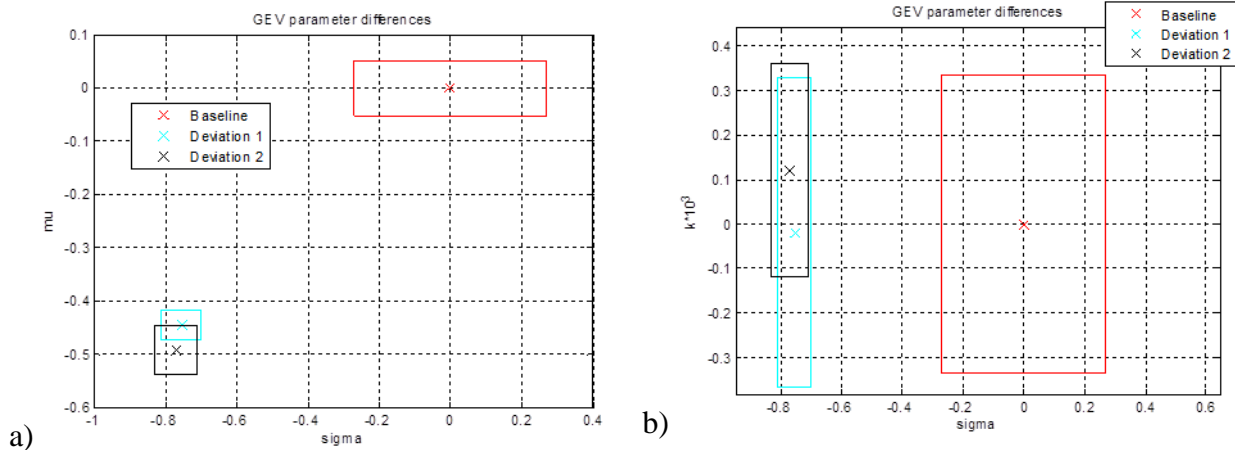 GEV parameter differences
0.1
0
-0.1
-0.2
-0.3
-0.4
-0.5
-0.6
mu
Baseline
Deviation 1
Deviation 2
-1
-0.8
-0.6
-0.4
-0.2
0
0.2
0.4
sigma
a)
GEV parameter differences
Baseline
Deviation 1
Deviation 2
0.4
0.3
0.2
0.1
0
-0.1
-0.2
-0.3
k*10^3
-0.8
-0.6
-0.4
-0.2
0
0.2
0.4
0.6
sigma
b)